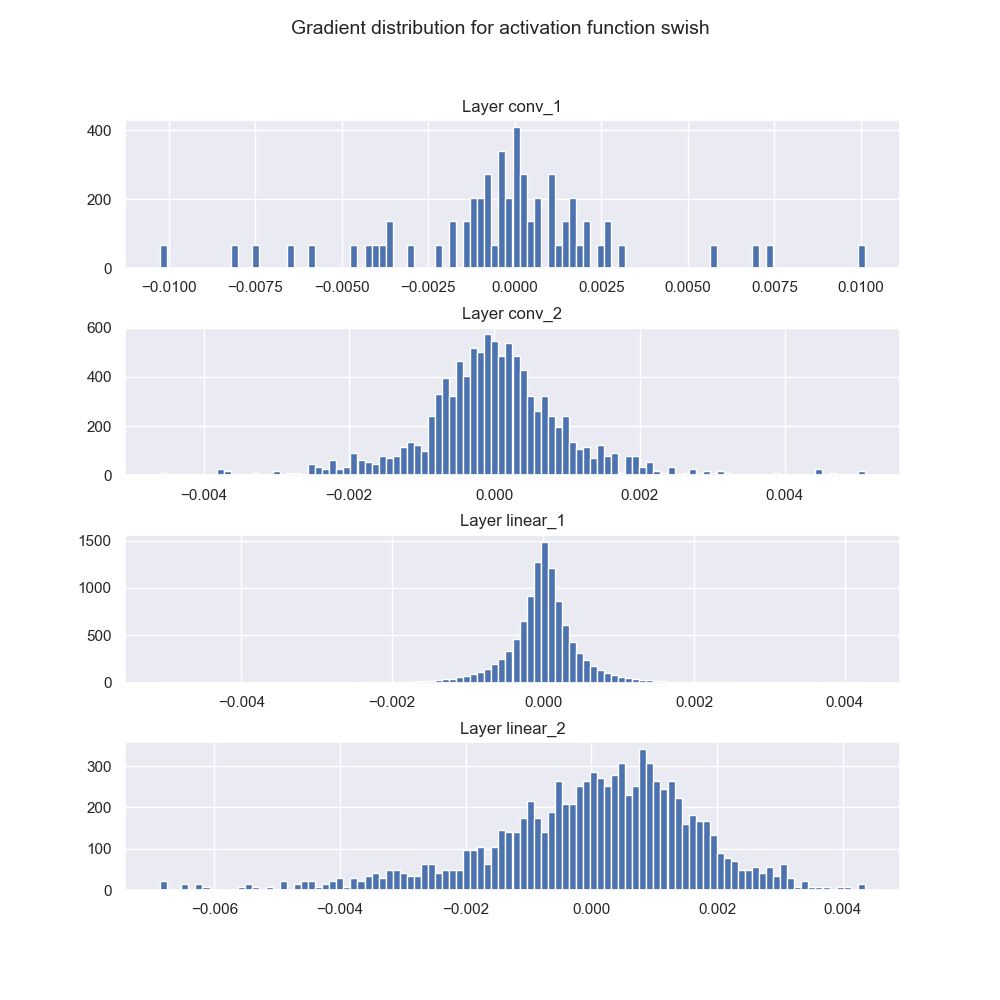 Gradient distribution for activation function swish
Layer conv_1
400
200
0
−0.0100 −0.0075 −0.0050 −0.0025 0.0000 0.0025 0.0050 0.0075 0.0100
Layer conv_2
600
400
200
0
−0.004 −0.002 0.000 0.002 0.004
Layer linear_1
1500
1000
500
0
−0.004 −0.002 0.000 0.002 0.004
Layer linear_2
300
200
100
0
−0.006 −0.004 −0.002 0.000 0.002 0.004